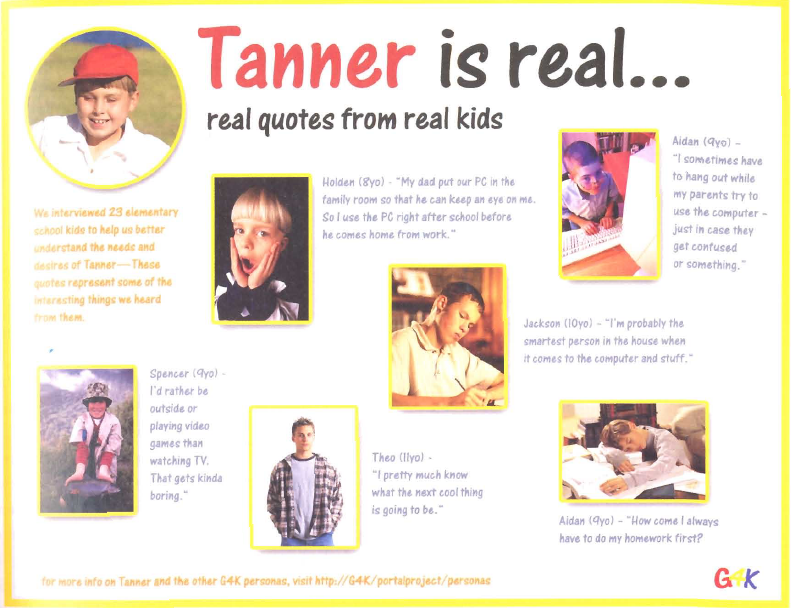 Tanner is real...
real quotes from real kids
We interviewed 23 elementary
school kids to help us better
understand the needs and
desires of Tanner—These
quotes represent some of the
interesting things we heard
from them.
Holden (8yo) - "My dad put our PC in the
family room so that he can keep an eye on me.
So I use the PC right after school before
he comes home from work."
Aidan (9yo) -
"I sometimes have
to hang out while
my parents try to
use the computer -
just in case they
get confused
or something."
Jackson (10yo) - "I'm probably the
smartest person in the house when
it comes to the computer and stuff."
Spencer (9yo) -
I'd rather be
outside or
playing video
games than
watching TV.
That gets kinda
boring."
Theo (11yo) -
"I pretty much know
what the next cool thing
is going to be."
Aidan (9yo) - "How come I always
have to do my homework first?
for more info on Tanner and the other G4K personas, visit http://G4K/portalproject/personas
G4K